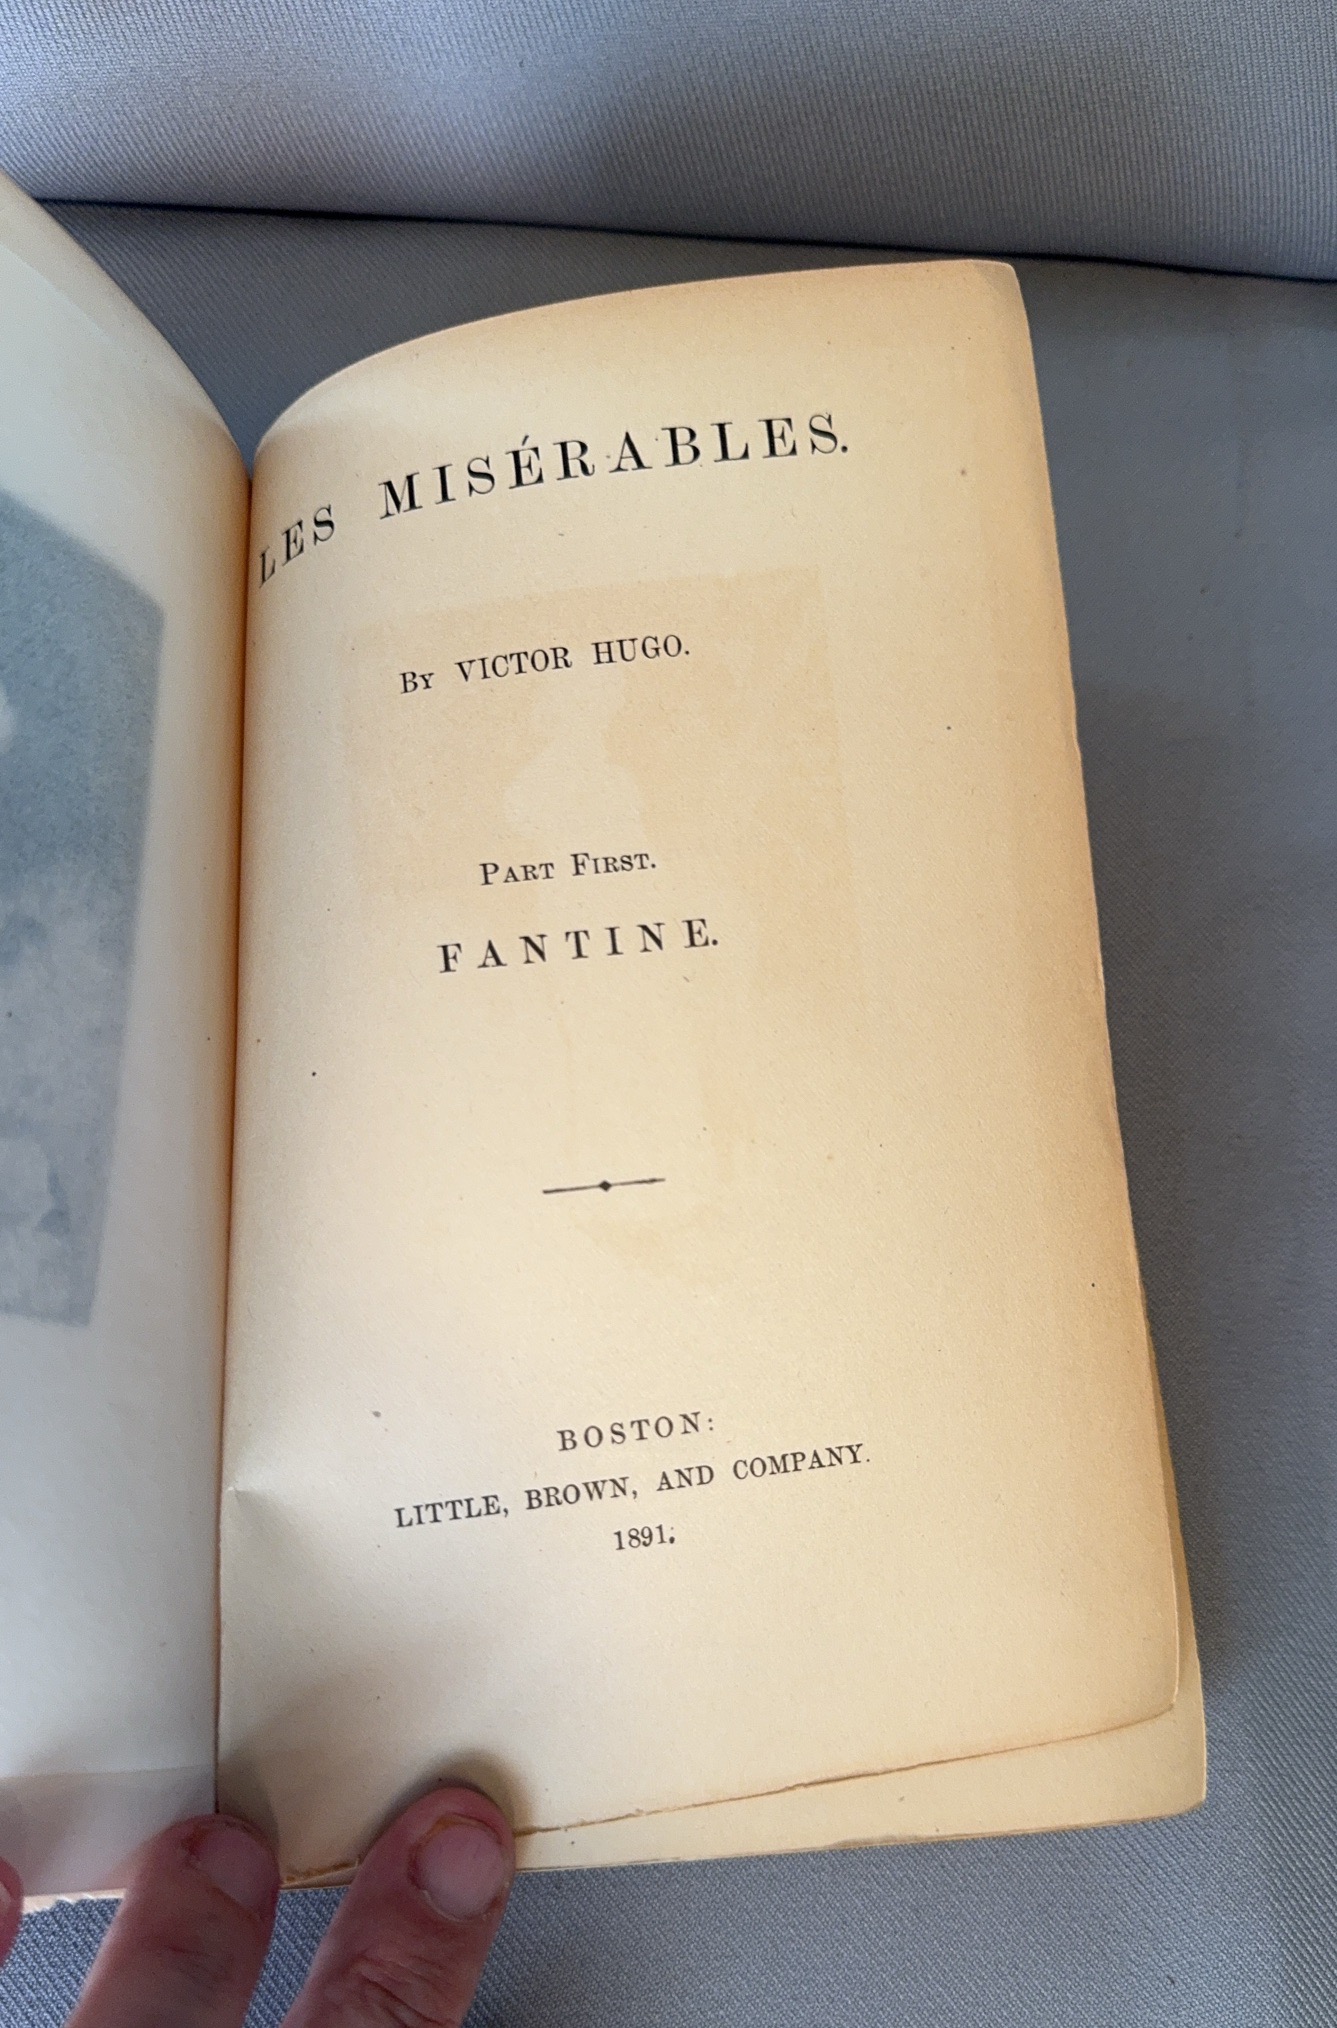 LES MISÉRABLES.
By VICTOR HUGO.
Part First.
FANTINE.
BOSTON:
LITTLE, BROWN, AND COMPANY.
1891.